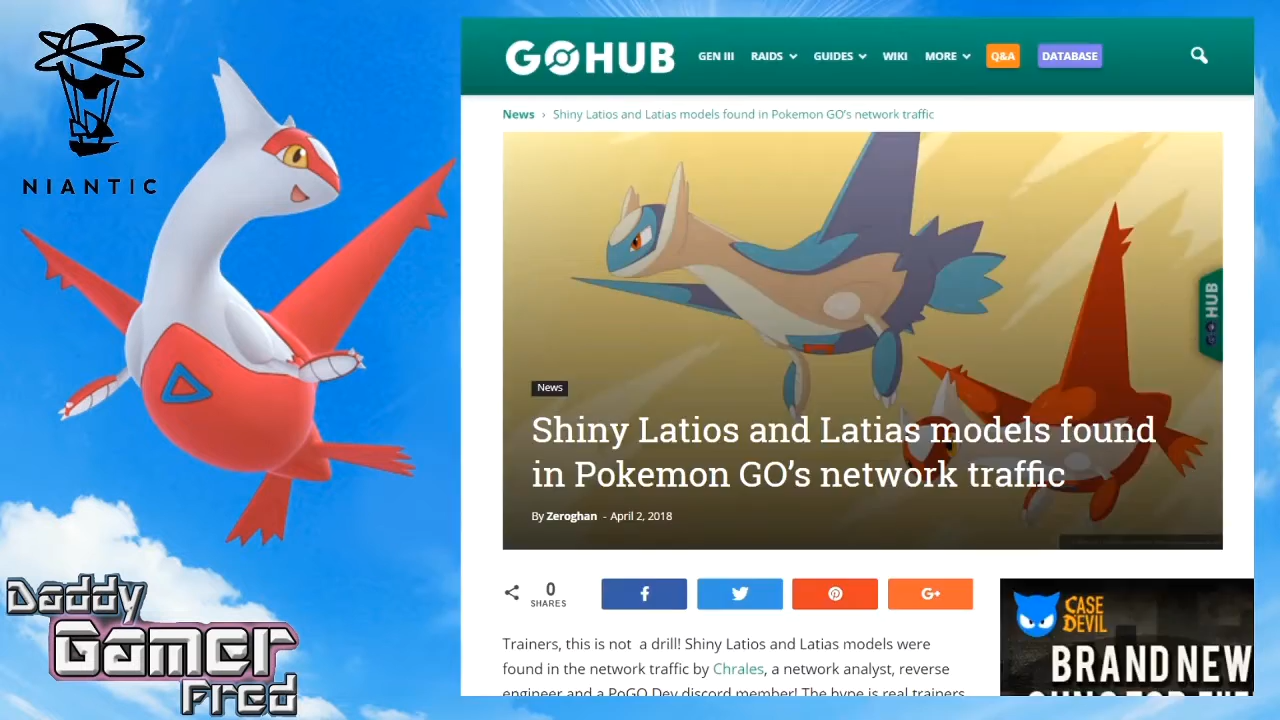 NIANTIC
Daddy
Gamer
Fred
GOHUB
GEN III RAIDS GUIDES WIKI MORE Q&A DATABASE
News › Shiny Latios and Latias models found in Pokemon GO's network traffic
GO HUB
News
Shiny Latios and Latias models found
in Pokemon GO’s network traffic
By Zeroghan - April 2, 2018
0
SHARES
G+
Trainers, this is not a drill! Shiny Latios and Latias models were
found in the network traffic by Chrales, a network analyst, reverse
engineer and a PoGO Dev discord member! The hype is real trainers
CASE
DEVIL
BRAND NEW